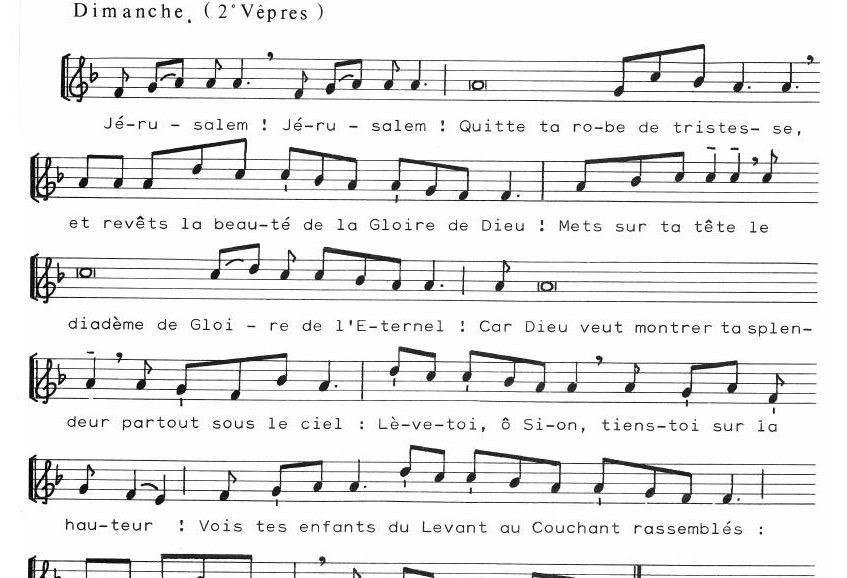 Dimanche. ( 2° Vêpres )
Jé-ru - salem ! Jé-ru - salem ! Quitte ta ro-be de tristes- se,
et revêts la beau-té de la Gloire de Dieu ! Mets sur ta tête le
diadème de Gloi - re de l'E-ternel ! Car Dieu veut montrer ta splen-
deur partout sous le ciel : Lè-ve-toi, ô Si-on, tiens-toi sur la
hau-teur ! Vois tes enfants du Levant au Couchant rassemblés :